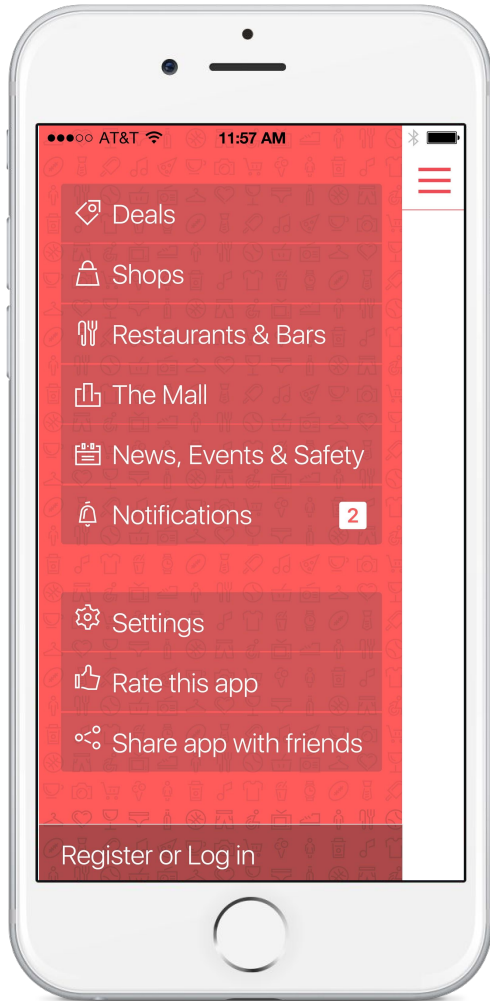 AT&T 11:57 AM
Deals
Shops
Restaurants & Bars
The Mall
News, Events & Safety
Notifications 2
Settings
Rate this app
Share app with friends
Register or Log in